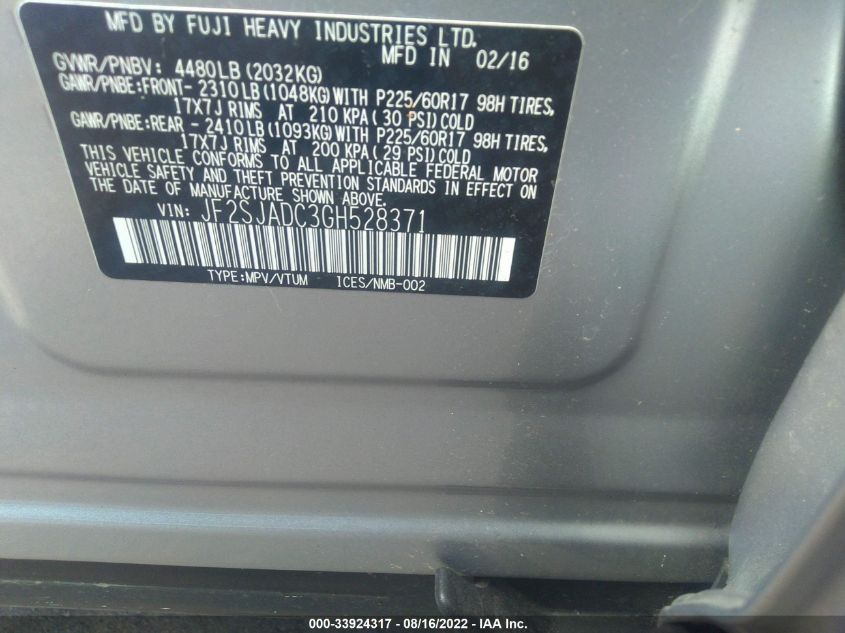 MFD BY FUJI HEAVY INDUSTRIES LTD.
MFD IN 02/16
GVWR/PNBV: 4480LB (2032KG)
GAWR/PNBE:FRONT- 2310LB (1048KG) WITH P225/60R17 98H TIRES,
17X7J RIMS AT 210 KPA ( 30 PSI) COLD
GAWR/PNBE:REAR - 2410LB (1093KG) WITH P225/60R17 98H TIRES,
17X7J RIMS AT 200 KPA (29 PSI) COLD
THIS VEHICLE CONFORMS TO ALL APPLICABLE FEDERAL MOTOR
VEHICLE SAFETY AND THEFT PREVENTION STANDARDS IN EFFECT ON
THE DATE OF MANUFACTURE SHOWN ABOVE.
VIN: JF2SJADC3GH528371
TYPE:MPV/VTUM ICES/NMB-002
000-33924317 - 08/16/2022 - IAA Inc.